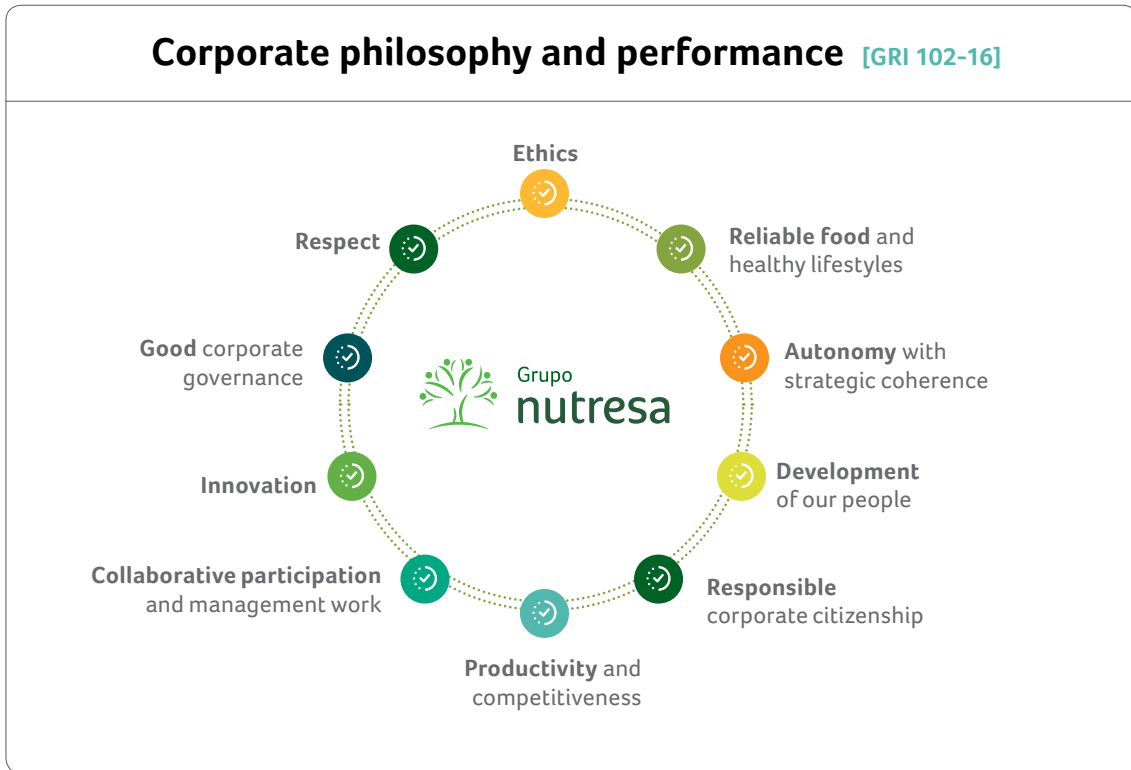 Corporate philosophy and performance [GRI 102-16]
Ethics
Reliable food and
healthy lifestyles
Autonomy with
strategic coherence
Development
of our people
Responsible
corporate citizenship
Productivity and
competitiveness
Collaborative participation
and management work
Innovation
Good corporate
governance
Respect
Grupo
nutresa